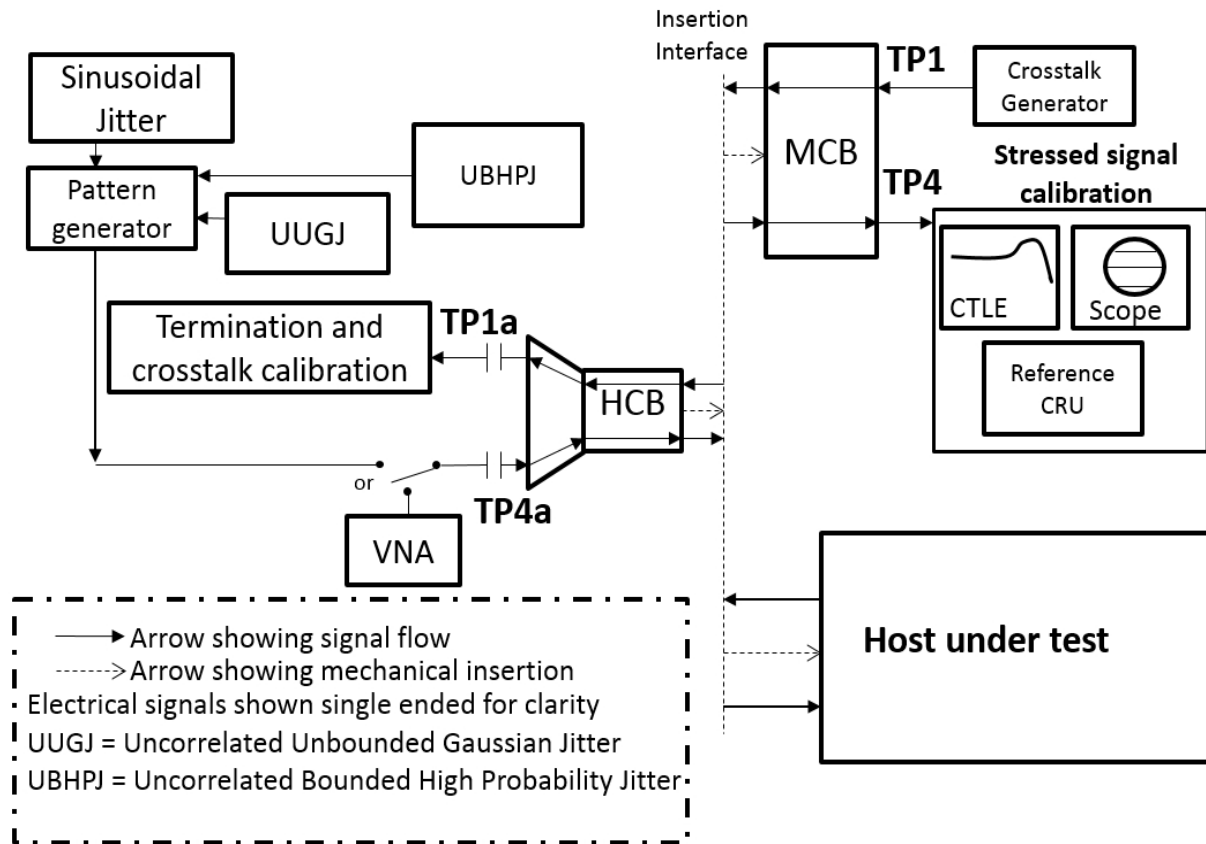 Insertion
Interface
Sinusoidal
Jitter
TP1
Crosstalk
Generator
MCB
UBHPJ
Pattern
generator
UUGJ
TP4
Stressed signal
calibration
CTLE
Scope
Reference
CRU
Termination and
crosstalk calibration
TP1a
HCB
or
TP4a
VNA
Host under test
Arrow showing signal flow
Arrow showing mechanical insertion
Electrical signals shown single ended for clarity
UUGJ = Uncorrelated Unbounded Gaussian Jitter
UBHPJ = Uncorrelated Bounded High Probability Jitter